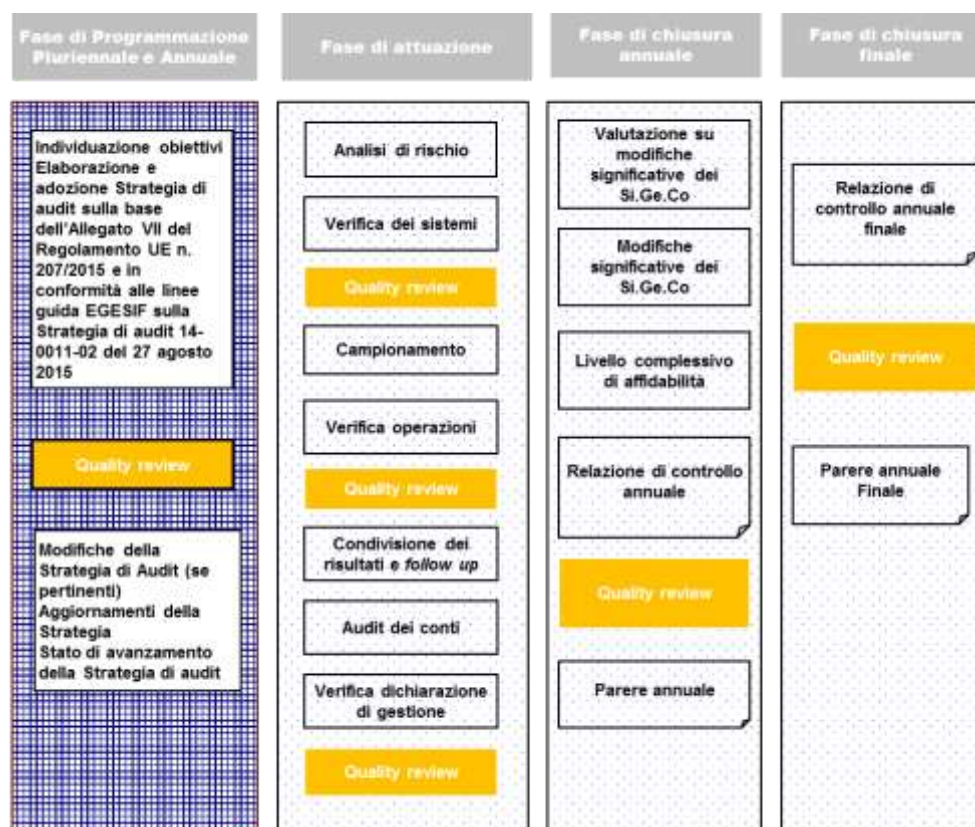 Fase di Programmazione
Pluriennale e Annuale
Individuazione obiettivi
Elaborazione e
adozione Strategia di
audit sulla base
dell'Allegato VII del
Regolamento UE n.
207/2015 e in
conformità alle linee
guida EGESIF sulla
Strategia di audit 14-
0011-02 del 27 agosto
2015
Quality review
Modifiche della
Strategia di Audit (se
pertinenti)
Aggiornamenti della
Strategia
Stato di avanzamento
della Strategia di audit
Fase di attuazione
Analisi di rischio
Verifica dei sistemi
Quality review
Campionamento
Verifica operazioni
Quality review
Condivisione dei
risultati e follow up
Audit dei conti
Verifica dichiarazione
di gestione
Quality review
Fase di chiusura
annuale
Valutazione su
modifiche
significative dei
Si.Ge.Co
Modifiche
significative dei
Si.Ge.Co
Livello complessivo
di affidabilità
Relazione di controllo
annuale
Quality review
Parere annuale
Fase di chiusura
finale
Relazione di
controllo annuale
finale
Quality review
Parere annuale
Finale